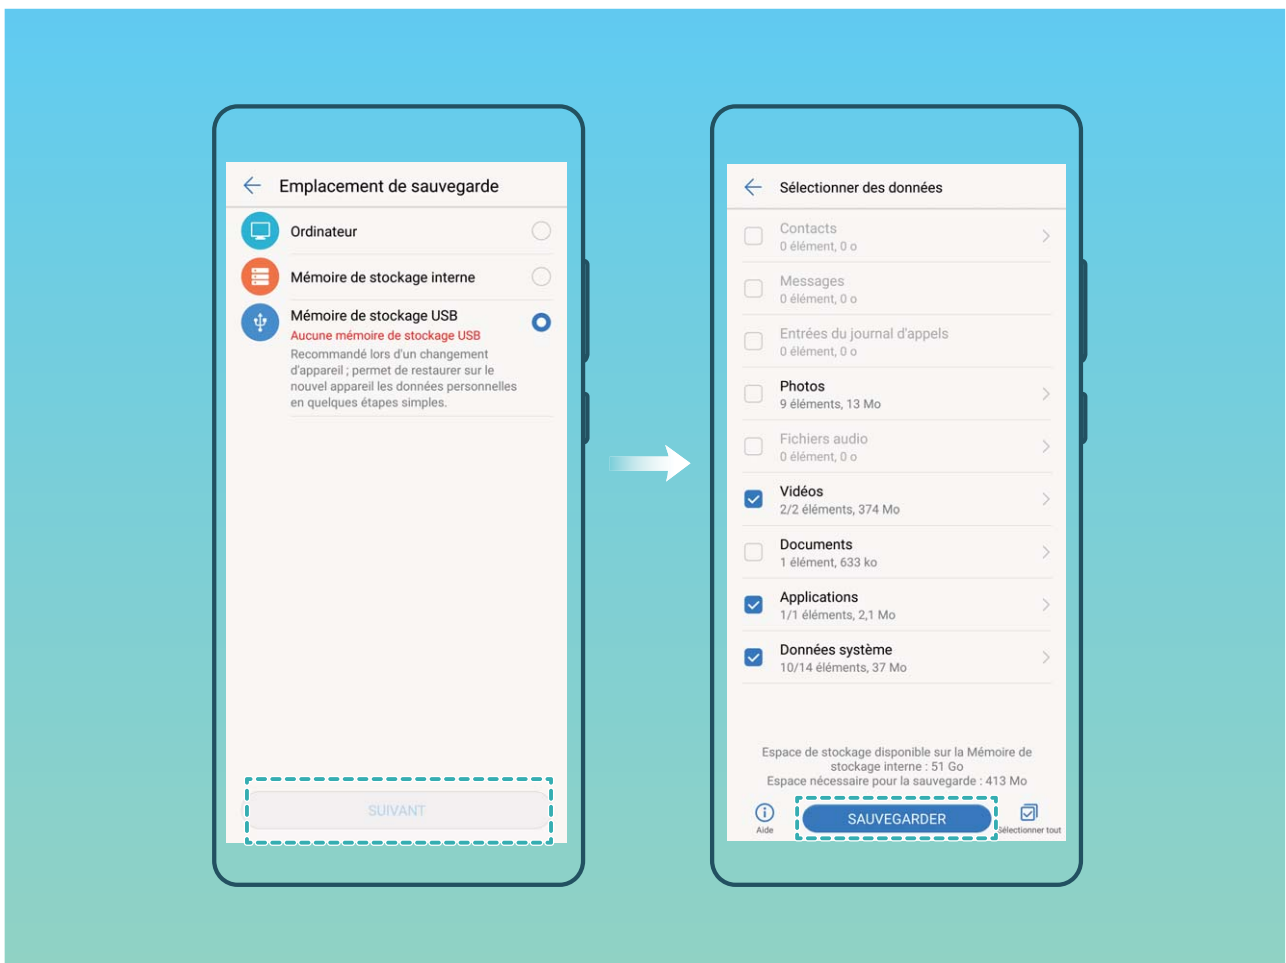 Emplacement de sauvegarde
Ordinateur
Mémoire de stockage interne
Mémoire de stockage USB
Aucune mémoire de stockage USB
Recommandé lors d'un changement
d'appareil ; permet de restaurer sur le
nouvel appareil les données personnelles
en quelques étapes simples.
SUIVANT
Sélectionner des données
Contacts
0 élément, 0 o
Messages
0 élément, 0 o
Entrées du journal d'appels
0 élément, 0 o
Photos
9 éléments, 13 Mo
Fichiers audio
0 élément, 0 o
Vidéos
2/2 éléments, 374 Mo
Documents
1 élément, 633 ko
Applications
1/1 éléments, 2,1 Mo
Données système
10/14 éléments, 37 Mo
Espace de stockage disponible sur la Mémoire de
stockage interne : 51 Go
Espace nécessaire pour la sauvegarde : 413 Mo
Aide
SAUVEGARDER
Sélectionner tout